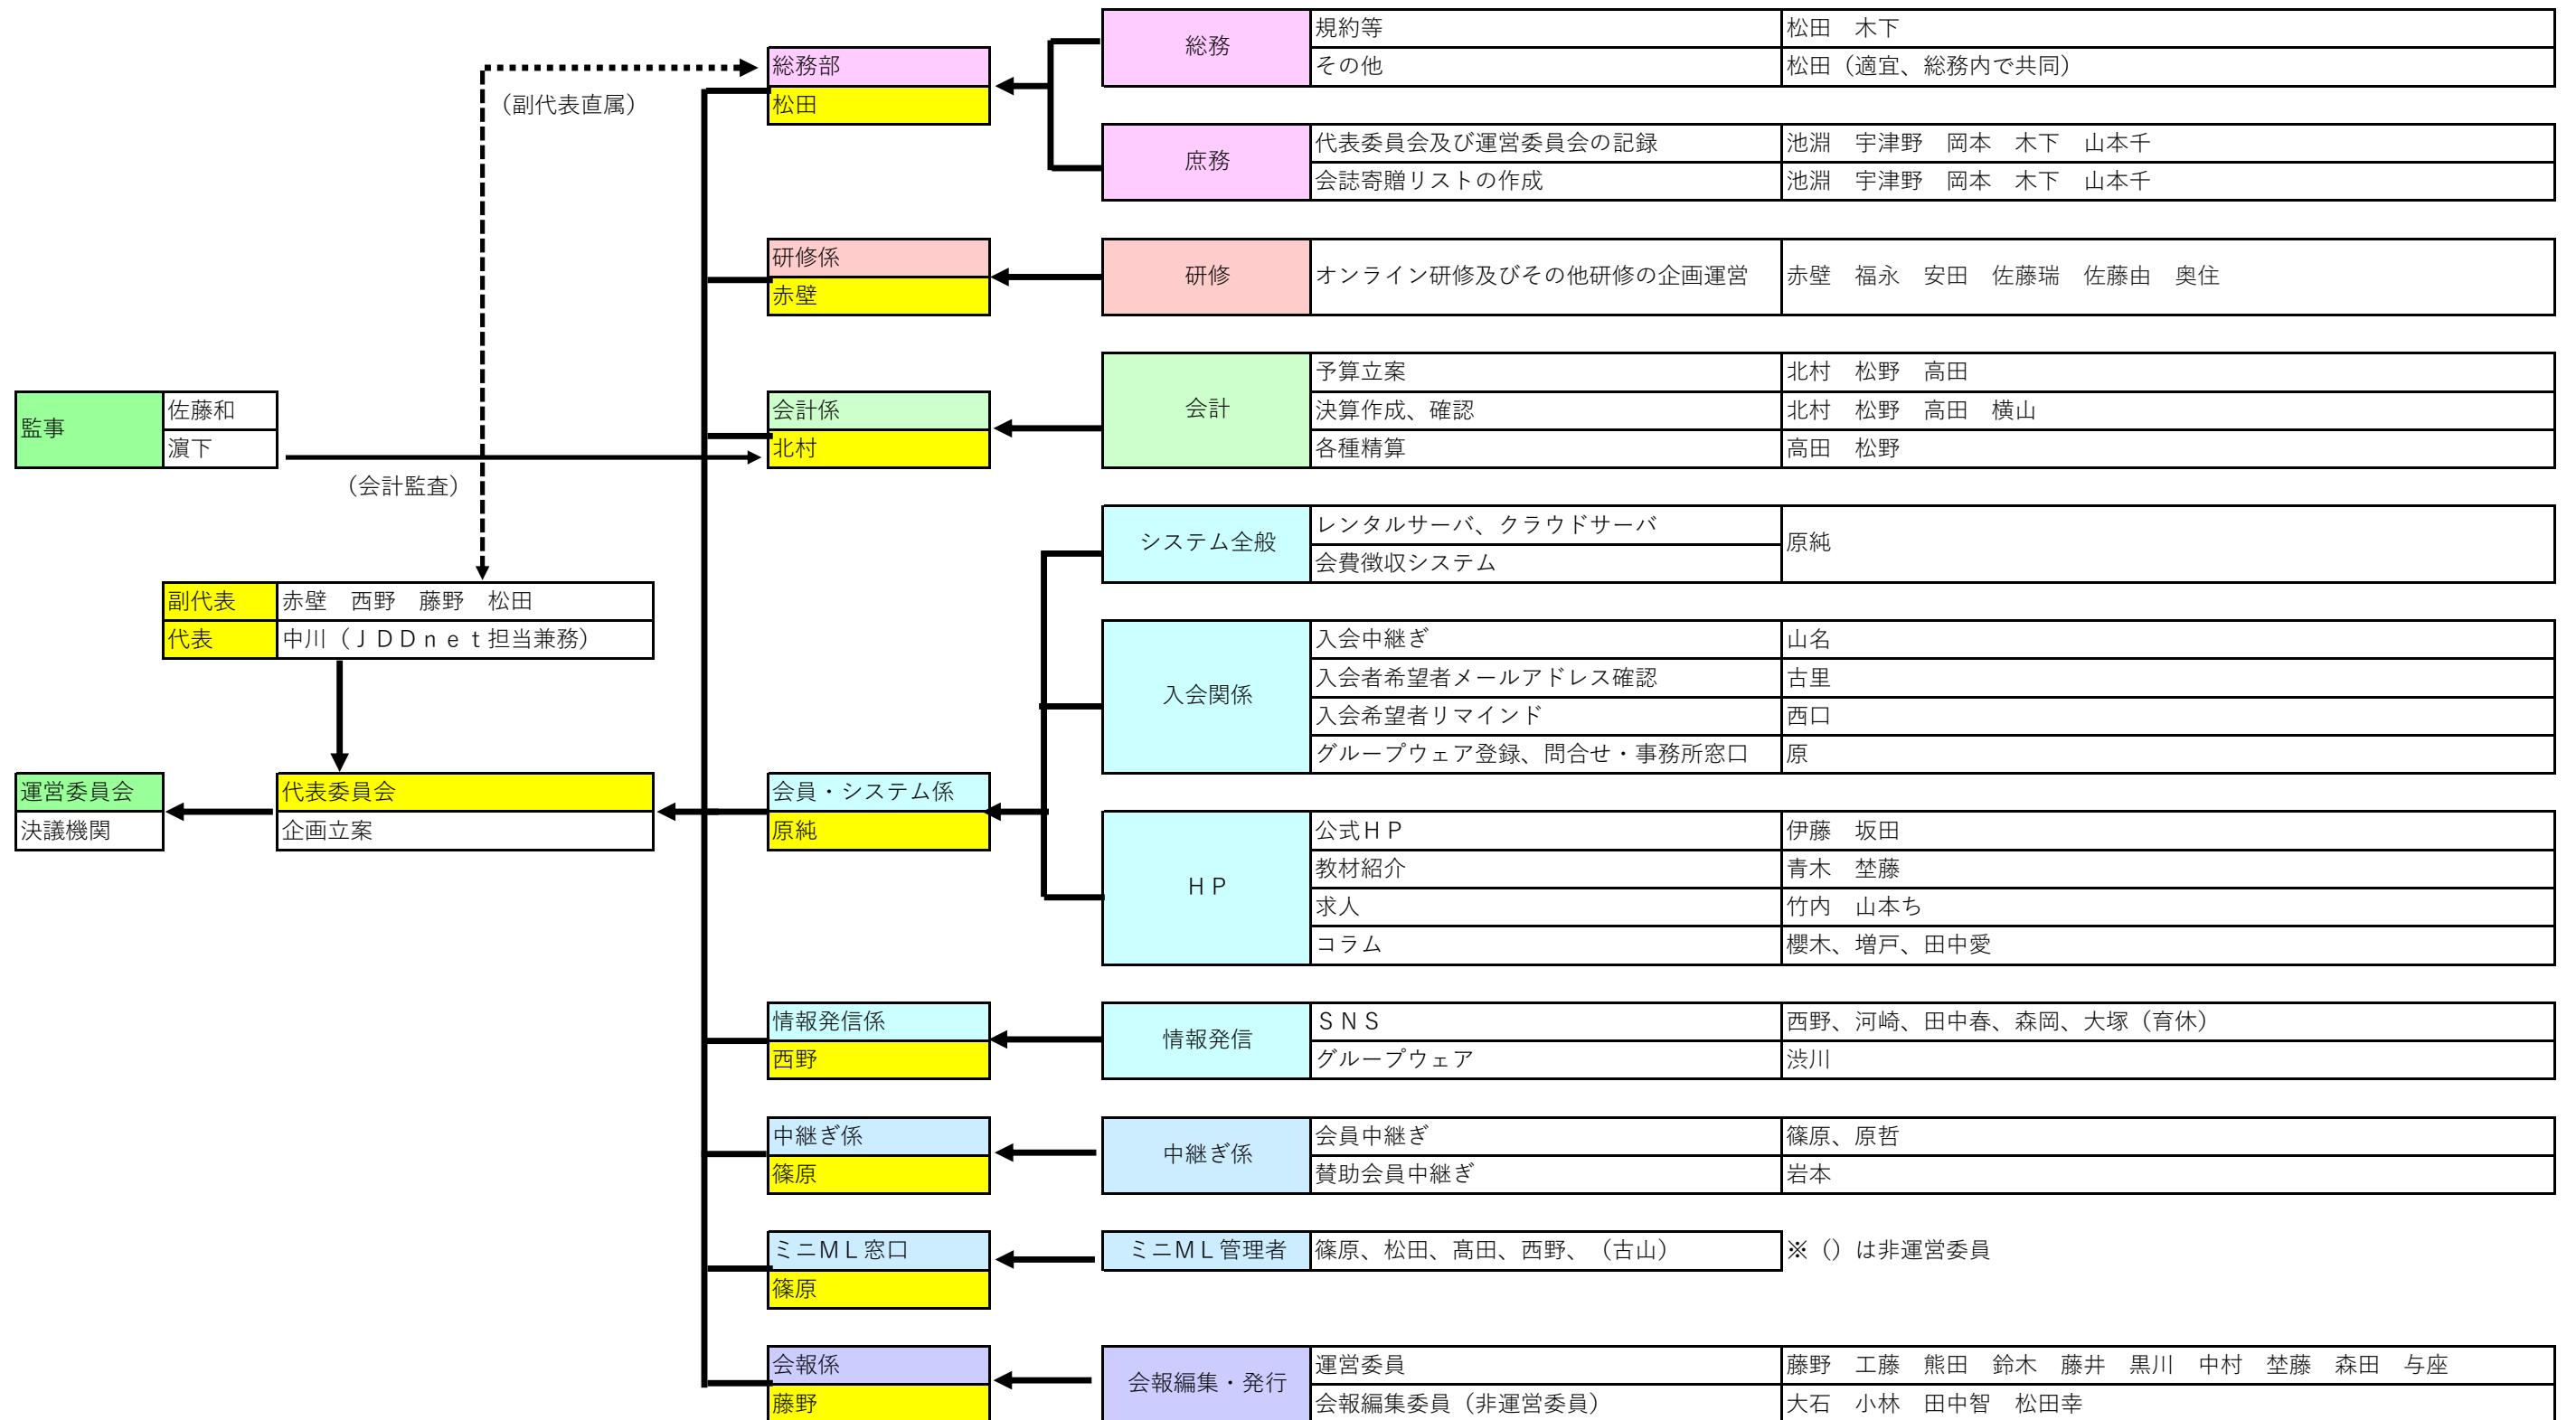 総務
規約等
松田　木下
その他
松田（適宜、総務内で共同）
総務部
松田
（副代表直属）
庶務
代表委員会及び運営委員会の記録
池淵　宇津野　岡本　木下　山本千
会誌寄贈リストの作成
池淵　宇津野　岡本　木下　山本千
研修係
赤壁
研修
オンライン研修及びその他研修の企画運営
赤壁　福永　安田　佐藤瑞　佐藤由　奥住
監事
佐藤和
濵下
（会計監査）
会計係
北村
会計
予算立案
北村　松野　高田
決算作成、確認
北村　松野　高田　横山
各種精算
高田　松野
システム全般
レンタルサーバ、クラウドサーバ
会費徴収システム
原純
副代表
赤壁　西野　藤野　松田
代表
中川（ＪＤＤｎｅｔ担当兼務）
入会関係
入会中継ぎ
山名
入会者希望者メールアドレス確認
古里
入会希望者リマインド
西口
グループウェア登録、問合せ・事務所窓口
原
運営委員会
決議機関
代表委員会
企画立案
会員・システム係
原純
ＨＰ
公式ＨＰ
伊藤　坂田
教材紹介
青木　埜藤
求人
竹内　山本ち
コラム
櫻木、増戸、田中愛
情報発信係
西野
情報発信
ＳＮＳ
西野、河崎、田中春、森岡、大塚（育休）
グループウェア
渋川
中継ぎ係
篠原
中継ぎ係
会員中継ぎ
篠原、原哲
賛助会員中継ぎ
岩本
ミニＭＬ窓口
篠原
ミニＭＬ管理者
篠原、松田、髙田、西野、（古山）
※（）は非運営委員
会報係
藤野
会報編集・発行
運営委員
藤野　工藤　熊田　鈴木　藤井　黒川　中村　埜藤　森田　与座
会報編集委員（非運営委員）
大石　小林　田中智　松田幸